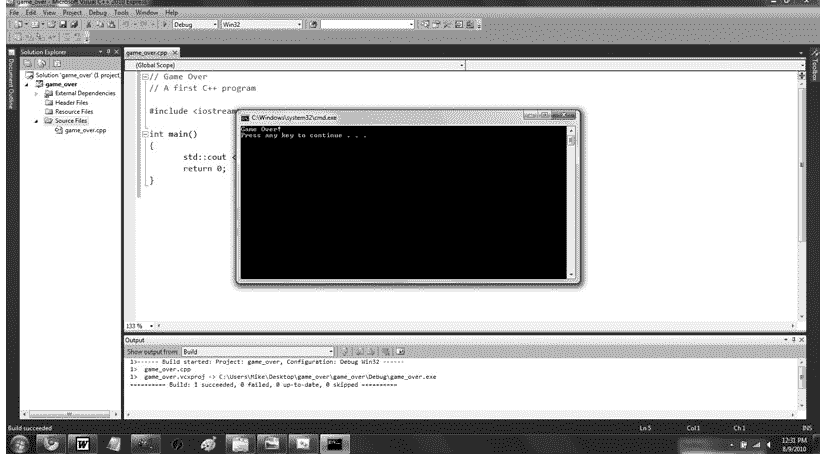 game_over - Microsoft Visual C++ 2010 Express
File Edit View Project Debug Tools Window Help
Debug Win32
Solution Explorer
game_over.cpp
Document Outline
Toolbox
(Global Scope)
Solution 'game_over' (1 project)
game_over
External Dependencies
Header Files
Resource Files
Source Files
game_over.cpp
// Game Over
// A first C++ program
#include <iostream
int main()
{
std::cout <
return 0;
}
C:\Windows\system32\cmd.exe
Game Over!
Press any key to continue . . .
133 %
Output
Show output from: Build
1>------ Build started: Project: game_over, Configuration: Debug Win32 ------
1>  game_over.cpp
1>  game_over.vcxproj -> C:\Users\Mike\Desktop\game_over\game_over\Debug\game_over.exe
========== Build: 1 succeeded, 0 failed, 0 up-to-date, 0 skipped ==========
Build succeeded
Ln 5 Col 1 Ch 1 INS
12:31 PM
8/9/2010